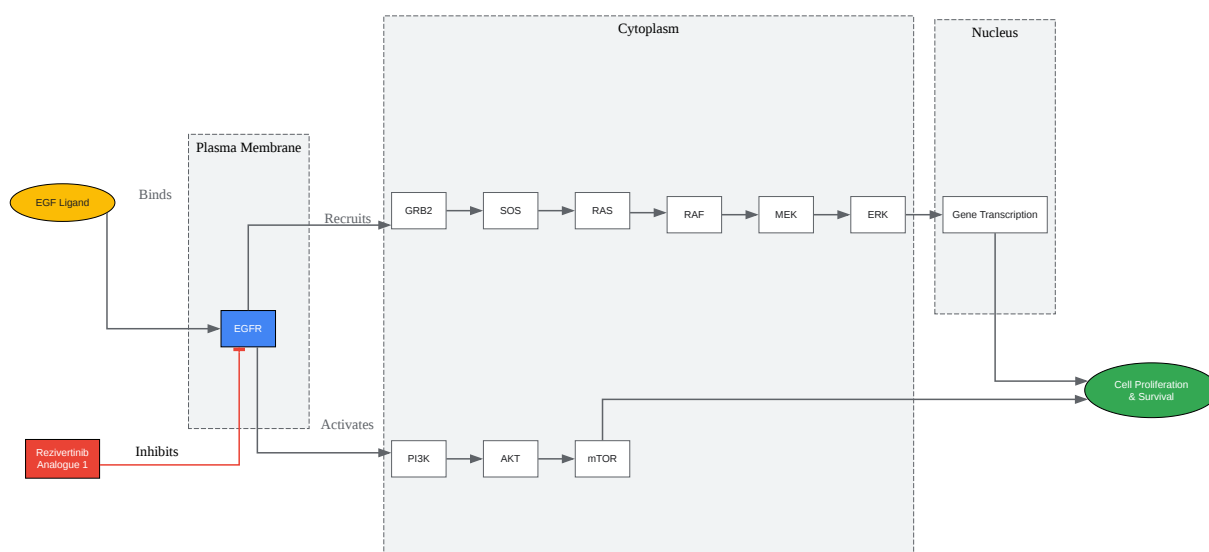 Cytoplasm
Nucleus
Plasma Membrane
EGF Ligand
Binds
Recruits
GRB2
SOS
RAS
RAF
MEK
ERK
Gene Transcription
EGFR
Cell Proliferation
& Survival
Activates
Rezivertinib
Analogue 1
Inhibits
PI3K
AKT
mTOR